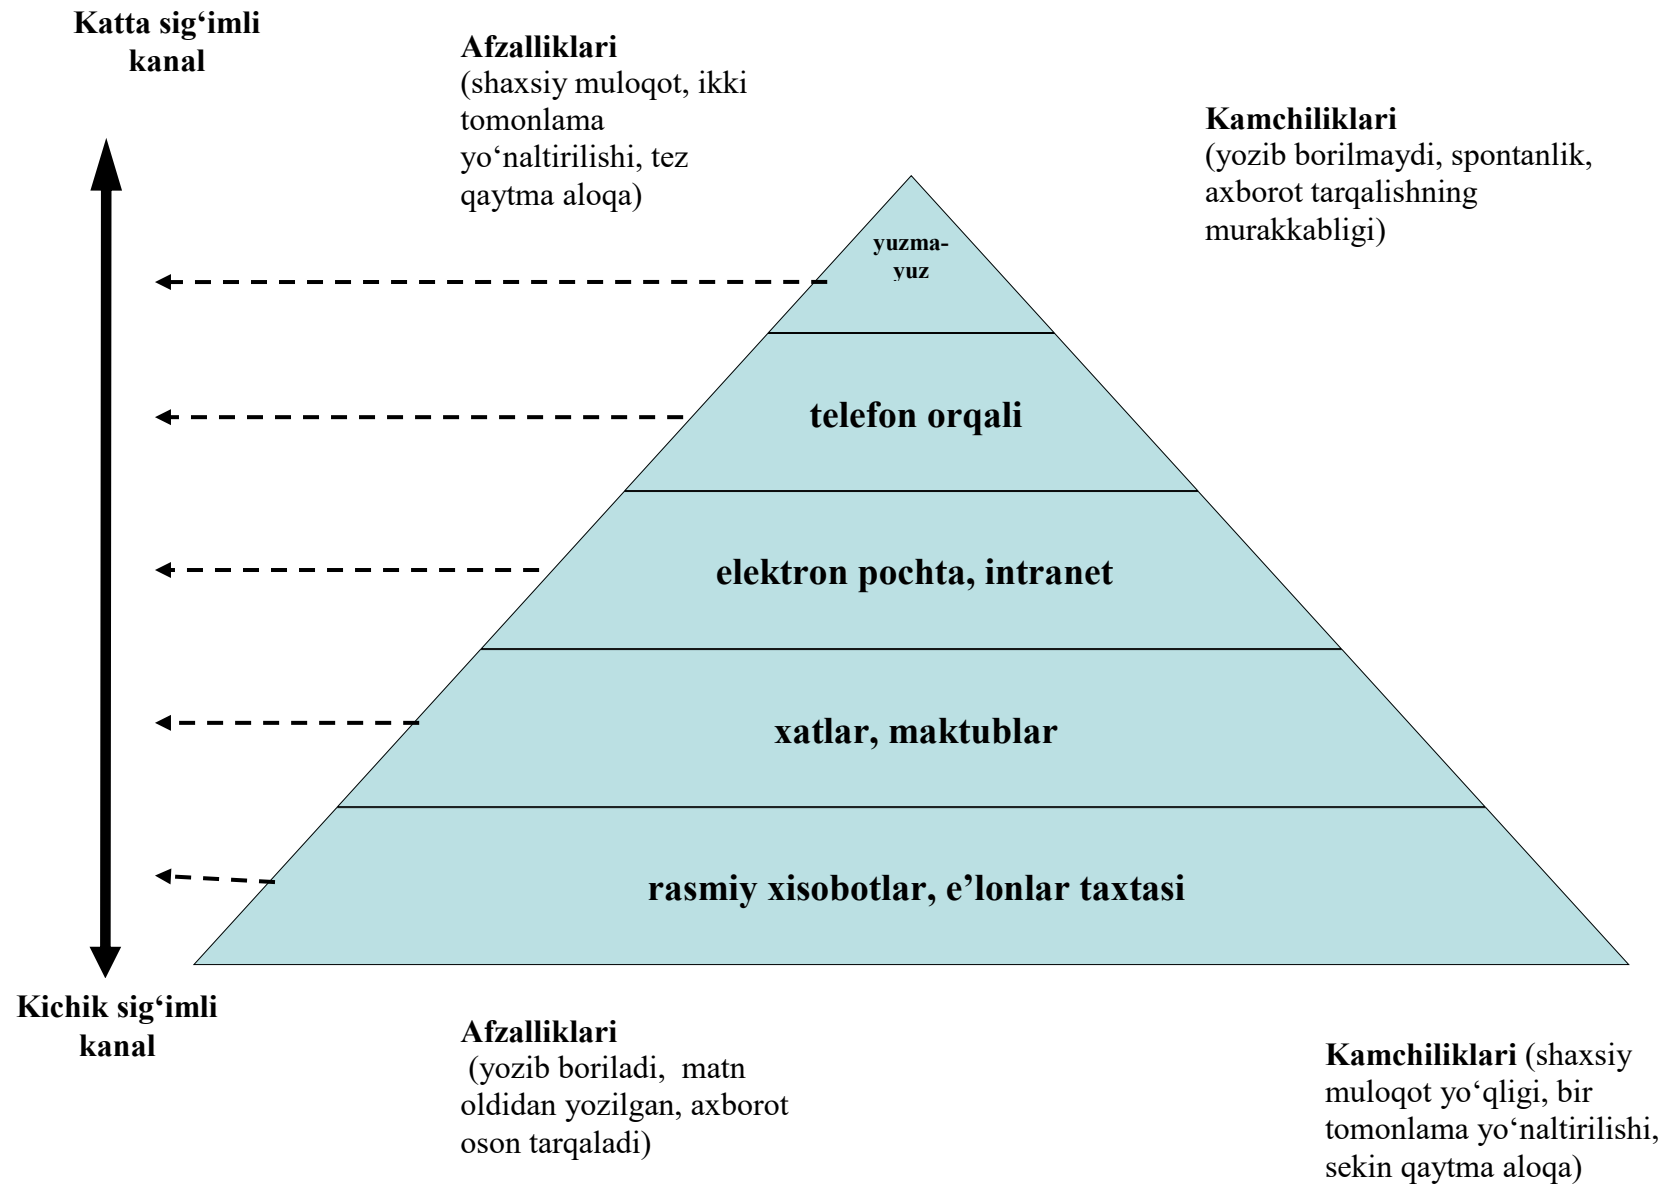 Katta sig‘imli
kanal
Afzalliklari
(shaxsiy muloqot, ikki
tomonlama
yo‘naltirilishi, tez
qaytma aloqa)
Kamchiliklari
(yozib borilmaydi, spontanlik,
axborot tarqalishning
murakkabligi)
yuzma-
yuz
telefon orqali
elektron pochta, intranet
xatlar, maktublar
rasmiy xisobotlar, e’lonlar taxtasi
Kichik sig‘imli
kanal
Afzalliklari
(yozib boriladi, matn
oldidan yozilgan, axborot
oson tarqaladi)
Kamchiliklari (shaxsiy
muloqot yo‘qligi, bir
tomonlama yo‘naltirilishi,
sekin qaytma aloqa)